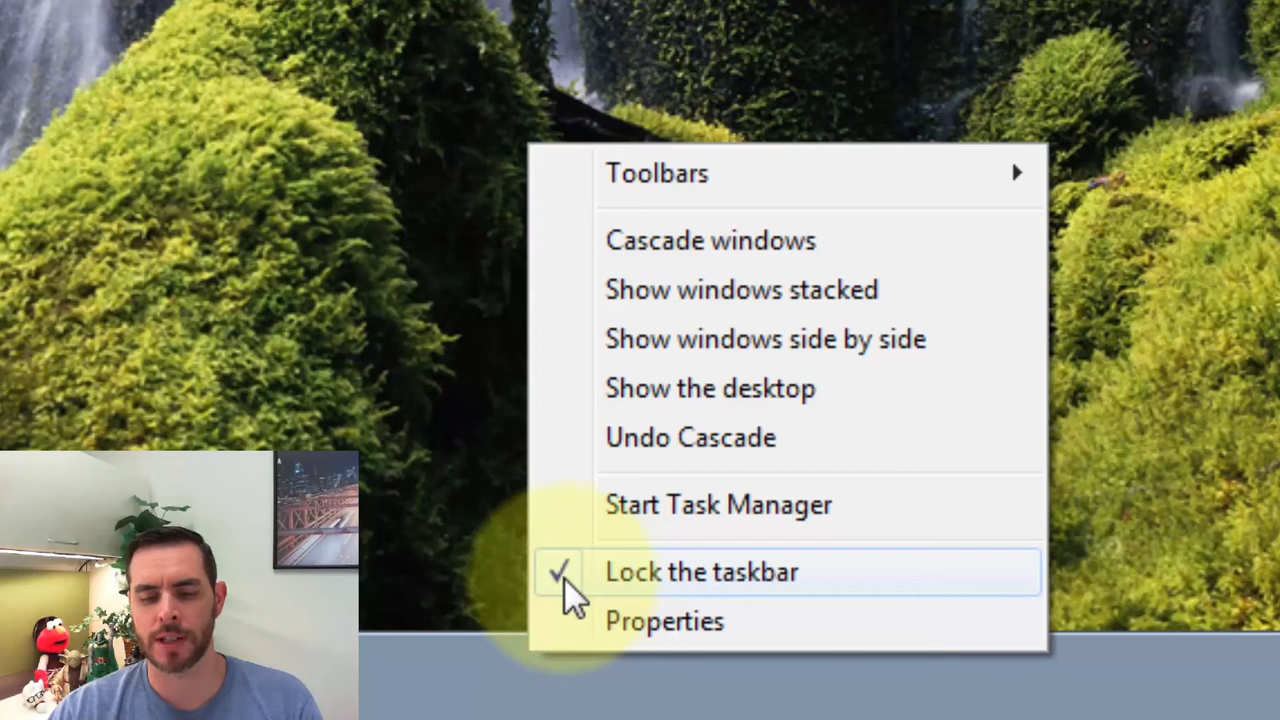 Toolbars
Cascade windows
Show windows stacked
Show windows side by side
Show the desktop
Undo Cascade
Start Task Manager
Lock the taskbar
Properties